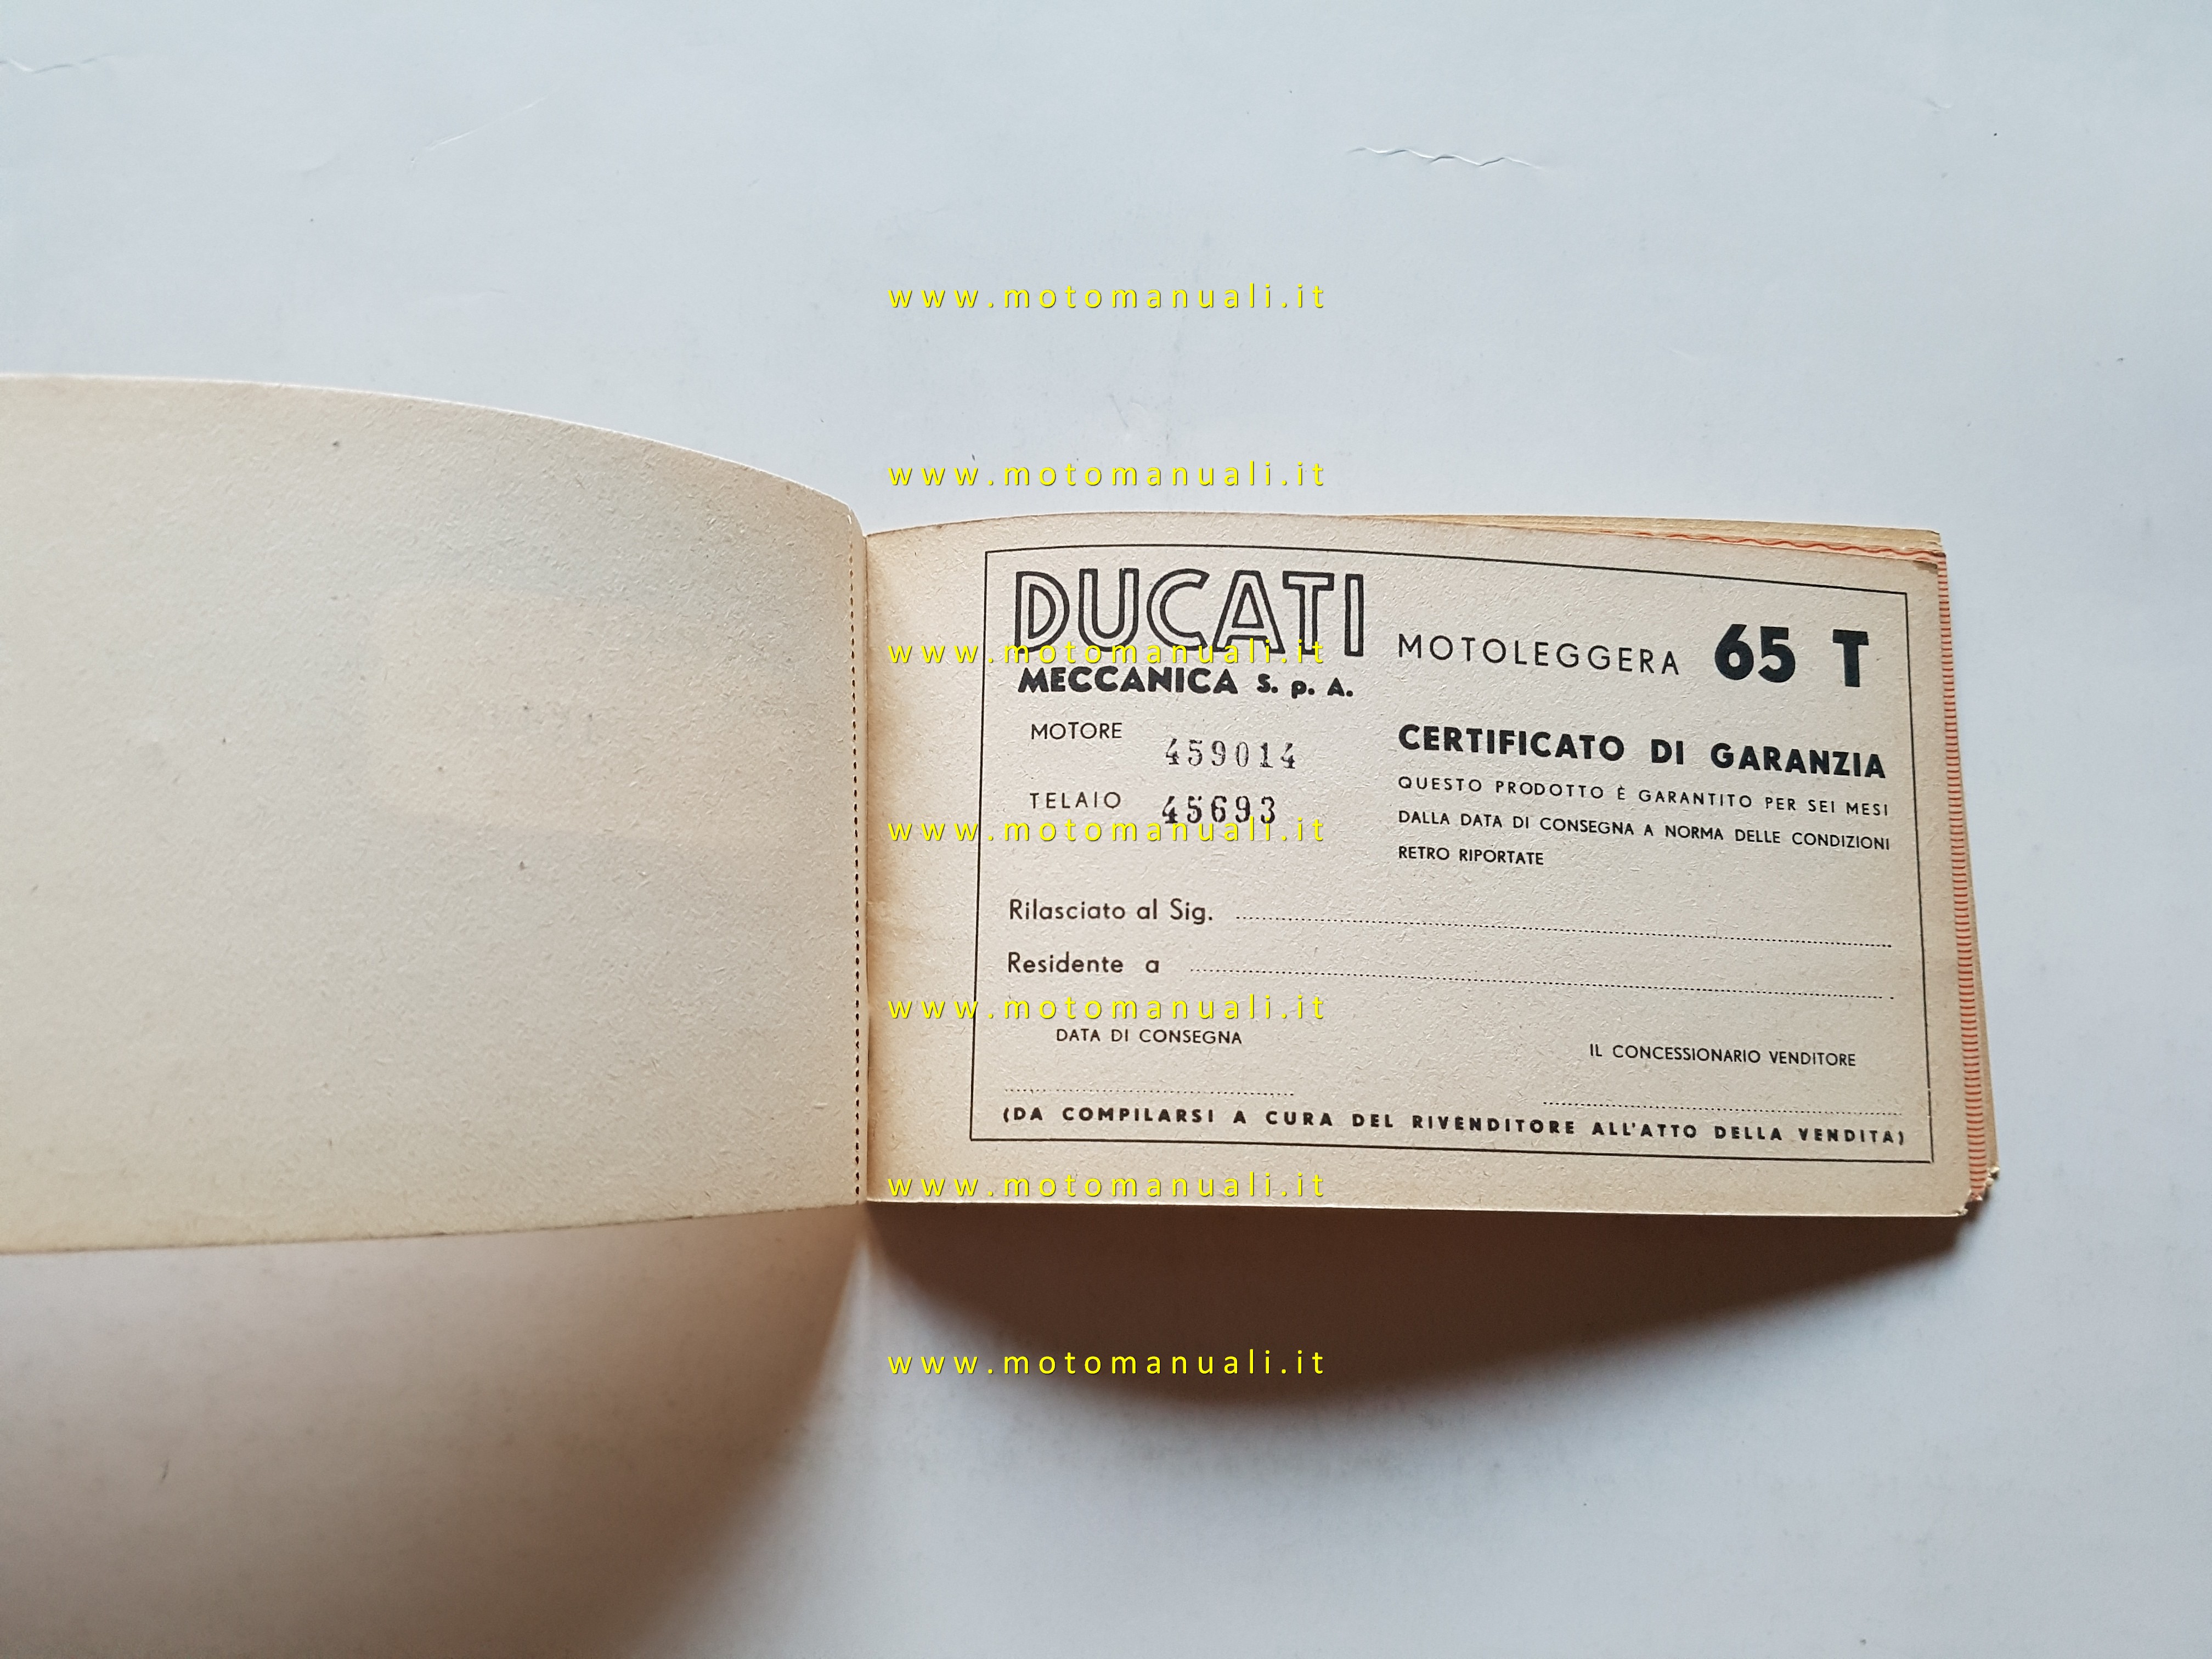 www.motomanuali.it
www.motomanuali.it
DUCATI
MECCANICA S. p. A.
MOTOLEGGERA 65 T
www.motomanuali.it
MOTORE 459014
TELAIO 45693
www.motomanuali.it
CERTIFICATO DI GARANZIA
QUESTO PRODOTTO È GARANTITO PER SEI MESI
DALLA DATA DI CONSEGNA A NORMA DELLE CONDIZIONI
RETRO RIPORTATE
Rilasciato al Sig.
Residente a
www.motomanuali.it
DATA DI CONSEGNA
IL CONCESSIONARIO VENDITORE
(DA COMPILARSI A CURA DEL RIVENDITORE ALL'ATTO DELLA VENDITA)
www.motomanuali.it
www.motomanuali.it